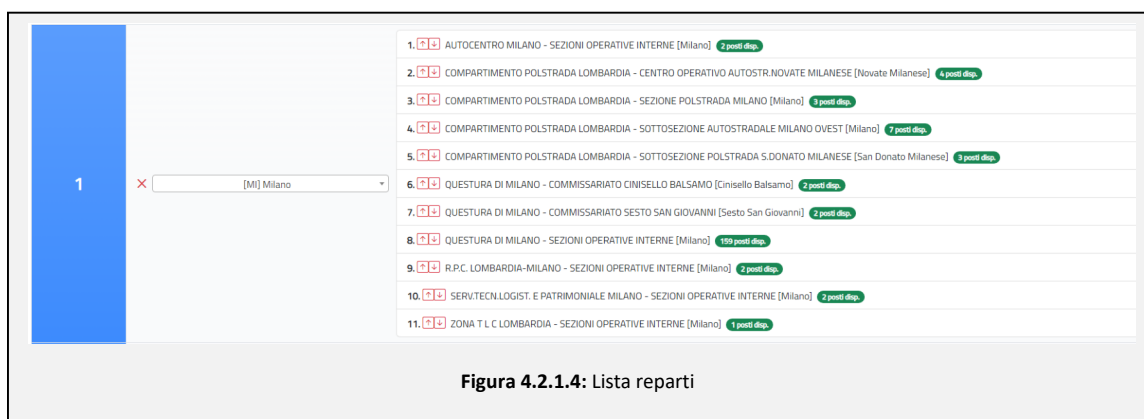 1
[MI] Milano
1. AUTOCENTRO MILANO - SEZIONI OPERATIVE INTERNE [Milano] 2 posti disp.
2. COMPARTIMENTO POLSTRADA LOMBARDIA - CENTRO OPERATIVO AUTOSTR.NOVATE MILANESE [Novate Milanese] 4 posti disp.
3. COMPARTIMENTO POLSTRADA LOMBARDIA - SEZIONE POLSTRADA MILANO [Milano] 3 posti disp.
4. COMPARTIMENTO POLSTRADA LOMBARDIA - SOTTOSEZIONE AUTOSTRADALE MILANO OVEST [Milano] 7 posti disp.
5. COMPARTIMENTO POLSTRADA LOMBARDIA - SOTTOSEZIONE POLSTRADA S.DONATO MILANESE [San Donato Milanese] 3 posti disp.
6. QUESTURA DI MILANO - COMMISSARIATO CINISELLO BALSAMO [Cinisello Balsamo] 2 posti disp.
7. QUESTURA DI MILANO - COMMISSARIATO SESTO SAN GIOVANNI [Sesto San Giovanni] 2 posti disp.
8. QUESTURA DI MILANO - SEZIONI OPERATIVE INTERNE [Milano] 159 posti disp.
9. R.P.C. LOMBARDIA-MILANO - SEZIONI OPERATIVE INTERNE [Milano] 2 posti disp.
10. SERV.TECN.LOGIST. E PATRIMONIALE MILANO - SEZIONI OPERATIVE INTERNE [Milano] 2 posti disp.
11. ZONA T L C LOMBARDIA - SEZIONI OPERATIVE INTERNE [Milano] 1 posti disp.
Figura 4.2.1.4: Lista reparti